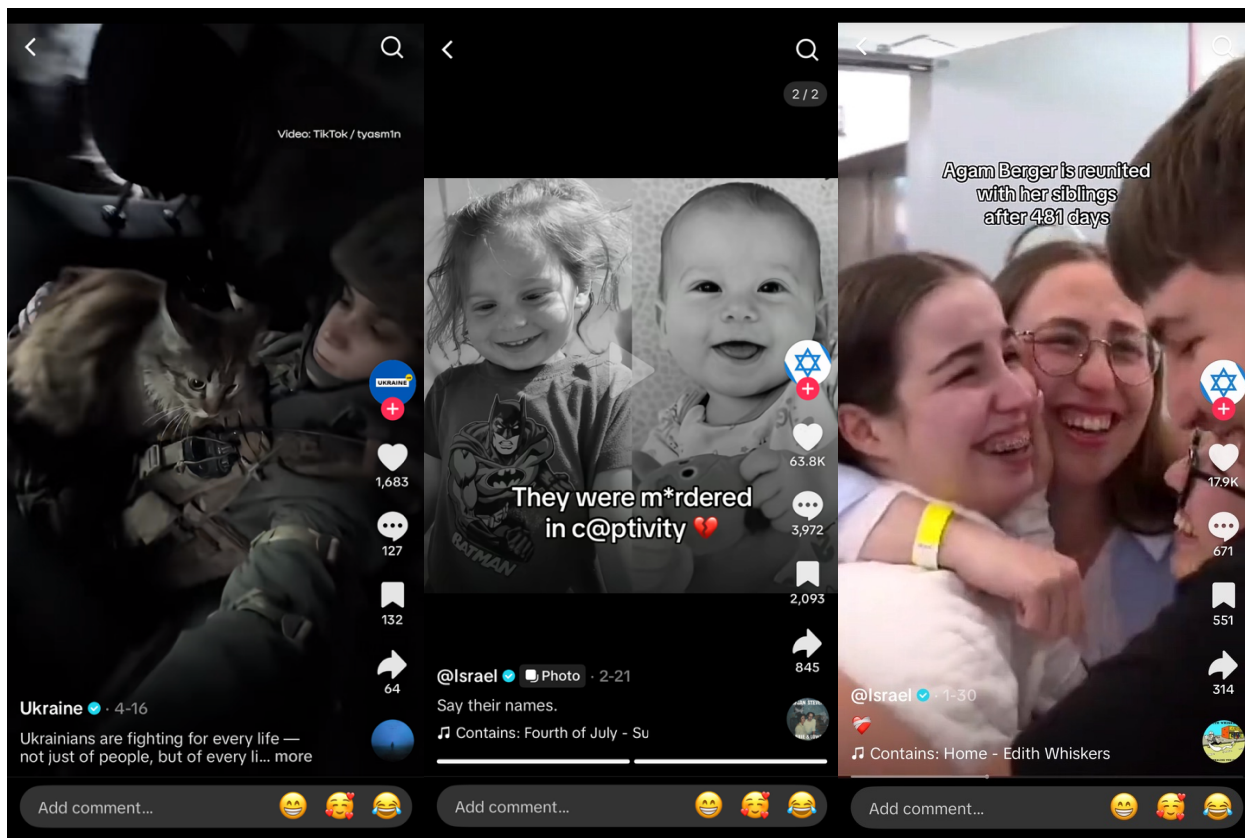 Video: TikTok / tyasm1n
UKRAINE
1,683
127
132
64
Ukraine · 4-16
Ukrainians are fighting for every life —
not just of people, but of every li... more
Add comment...
2 / 2
BATMAN
They were m*rdered
in c@ptivity 💔
63.8K
3,972
2,093
845
@Israel Photo · 2-21
Say their names.
Contains: Fourth of July - Su
Add comment...
Agam Berger is reunited
with her siblings
after 481 days
17.9K
671
551
314
@Israel · 1-30
❤️‍🩹
Contains: Home - Edith Whiskers
Add comment...